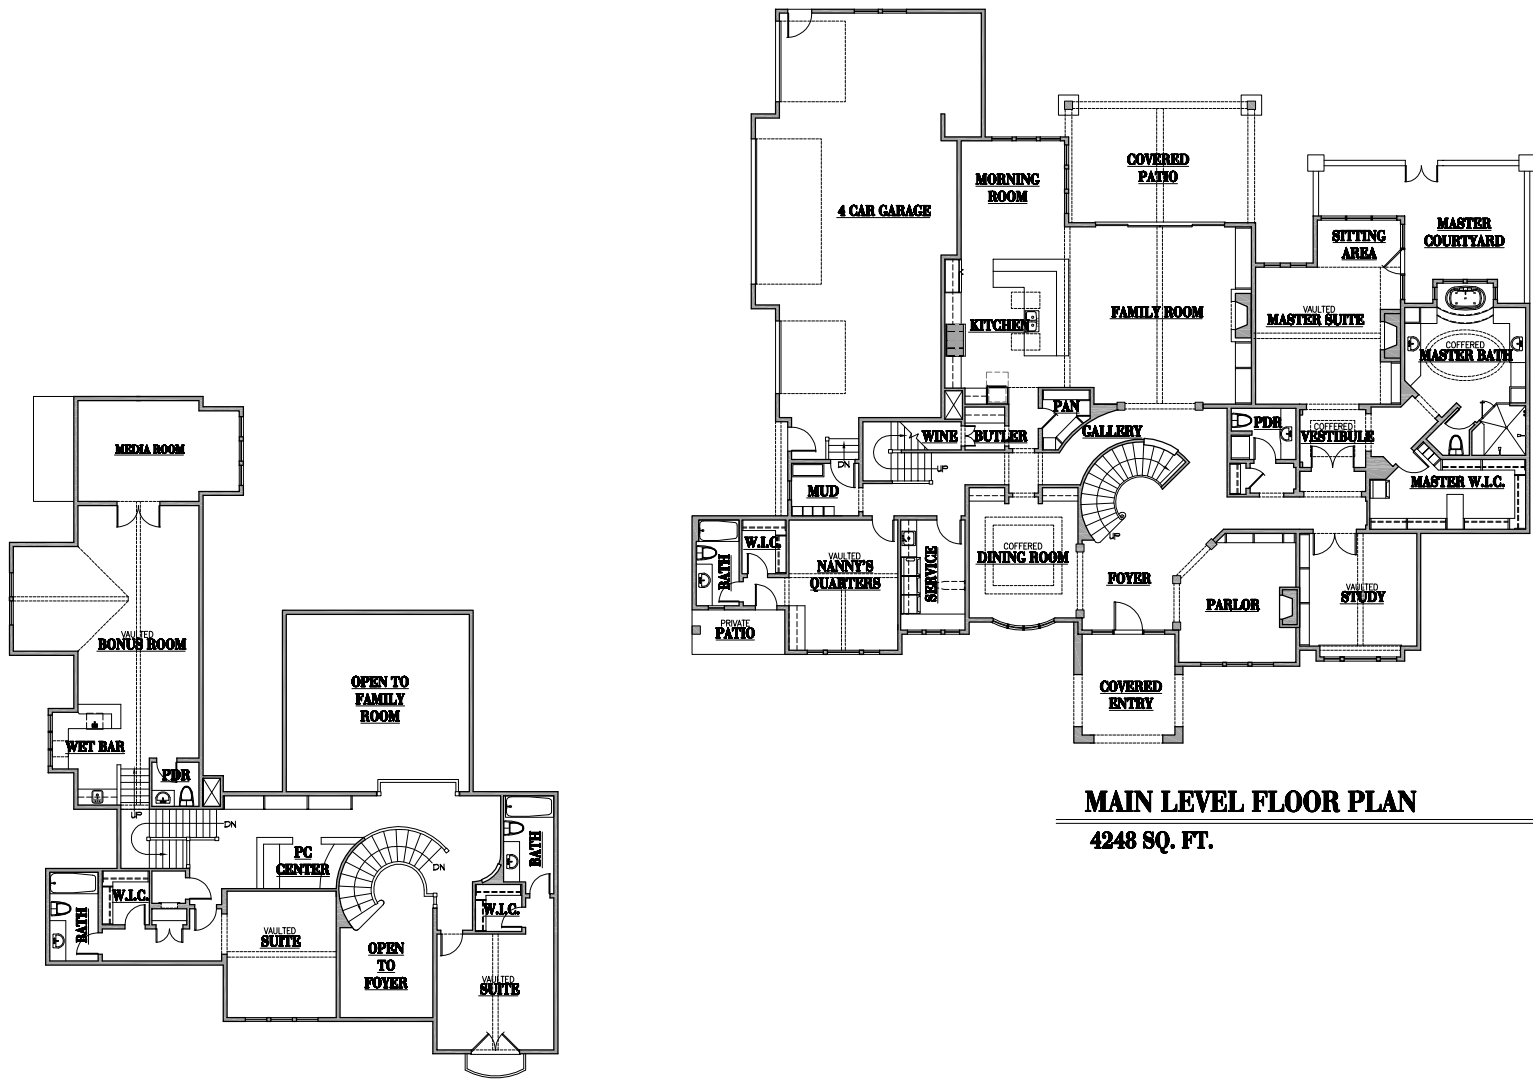 COVERED
PATIO
MORNING
ROOM
4 CAR GARAGE
MASTER
COURTYARD
SITTING
AREA
KITCHEN
FAMILY ROOM
VAULTED
MASTER SUITE
COFFERED
MASTER BATH
PAN
GALLERY
WINE
BUTLER
PDR
COFFERED
VESTIBULE
DN
UP
MUD
MASTER W.I.C.
UP
W.I.C.
BATH
VAULTED
NANNY'S
QUARTERS
SERVICE
COFFERED
DINING ROOM
FOYER
PARLOR
VAULTED
STUDY
PRIVATE
PATIO
COVERED
ENTRY
MAIN LEVEL FLOOR PLAN
4248 SQ. FT.
MEDIA ROOM
VAULTED
BONUS ROOM
OPEN TO
FAMILY
ROOM
WET BAR
PDR
UP
DN
PC
CENTER
DN
BATH
W.I.C.
BATH
W.I.C.
VAULTED
SUITE
OPEN
TO
FOYER
VAULTED
SUITE